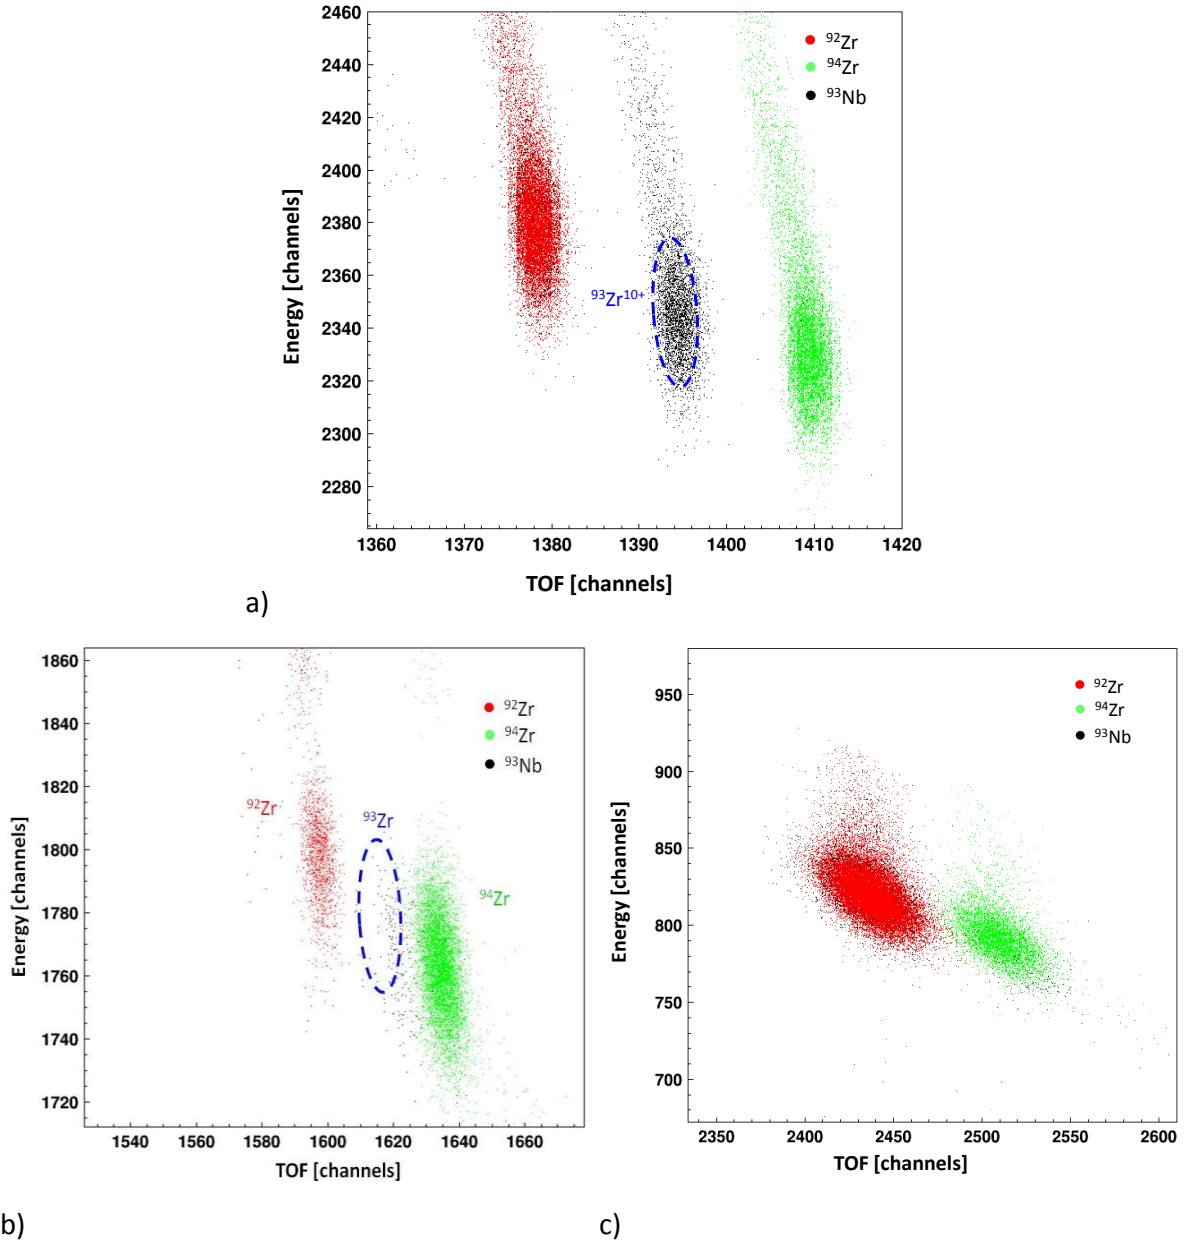 2460
2440
2420
2400
2380
2360
2340
2320
2300
2280
Energy [channels]
⁹²Zr
⁹⁴Zr
⁹³Nb
⁹³Zr¹⁰⁺
1360 1370 1380 1390 1400 1410 1420
TOF [channels]
a)
1860
1840
1820
1800
1780
1760
1740
1720
Energy [channels]
⁹²Zr
⁹⁴Zr
⁹³Nb
⁹²Zr
⁹³Zr
⁹⁴Zr
1540 1560 1580 1600 1620 1640 1660
TOF [channels]
b)
950
900
850
800
750
700
Energy [channels]
⁹²Zr
⁹⁴Zr
⁹³Nb
2350 2400 2450 2500 2550 2600
TOF [channels]
c)